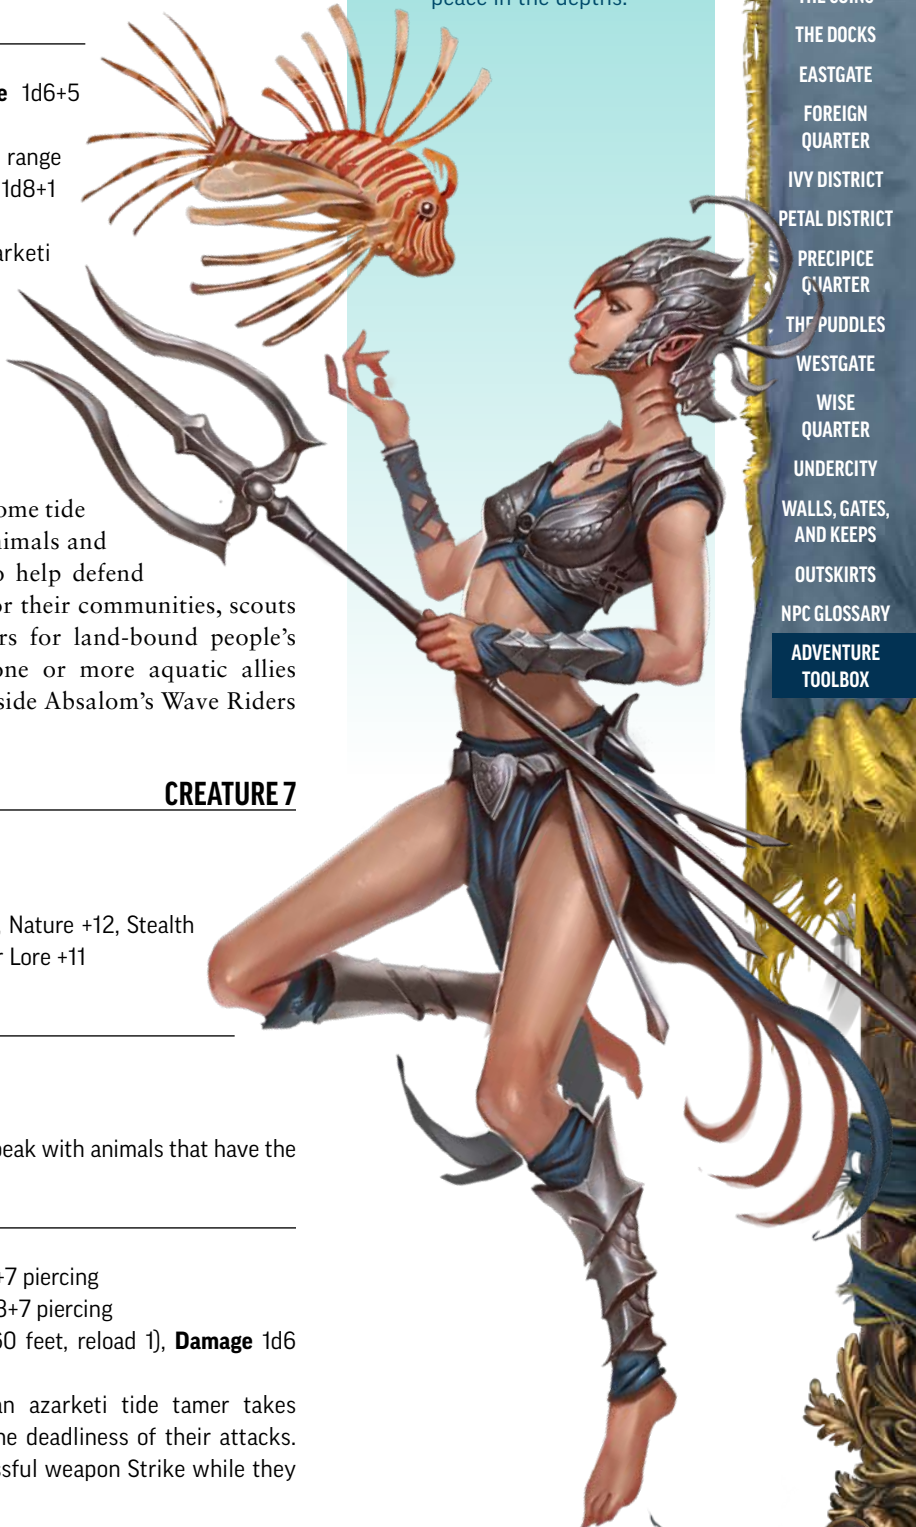 peace in the depths.
1d6+5
range
1d8+1
ome tide
imals and
help defend
or their communities, scouts
rs for land-bound people's
one or more aquatic allies
side Absalom's Wave Riders
CREATURE 7
Nature +12, Stealth
Lore +11
peak with animals that have the
+7 piercing
+7 piercing
60 feet, reload 1), Damage 1d6
an azarketi tide tamer takes
he deadliness of their attacks.
ssful weapon Strike while they
THE DOCKS
EASTGATE
FOREIGN
QUARTER
IVY DISTRICT
PETAL DISTRICT
PRECIPICE
QUARTER
THE PUDDLES
WESTGATE
WISE
QUARTER
UNDERCITY
WALLS, GATES,
AND KEEPS
OUTSKIRTS
NPC GLOSSARY
ADVENTURE
TOOLBOX